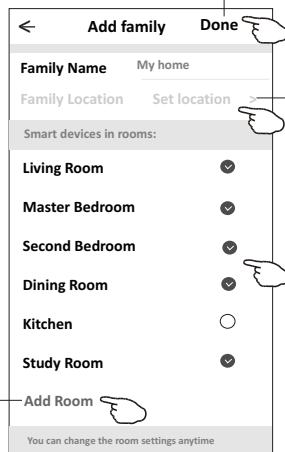 ← Add family Done
Family Name My home
Family Location Set location >
Smart devices in rooms:
Living Room
Master Bedroom
Second Bedroom
Dining Room
Kitchen
Study Room
Add Room
You can change the room settings anytime